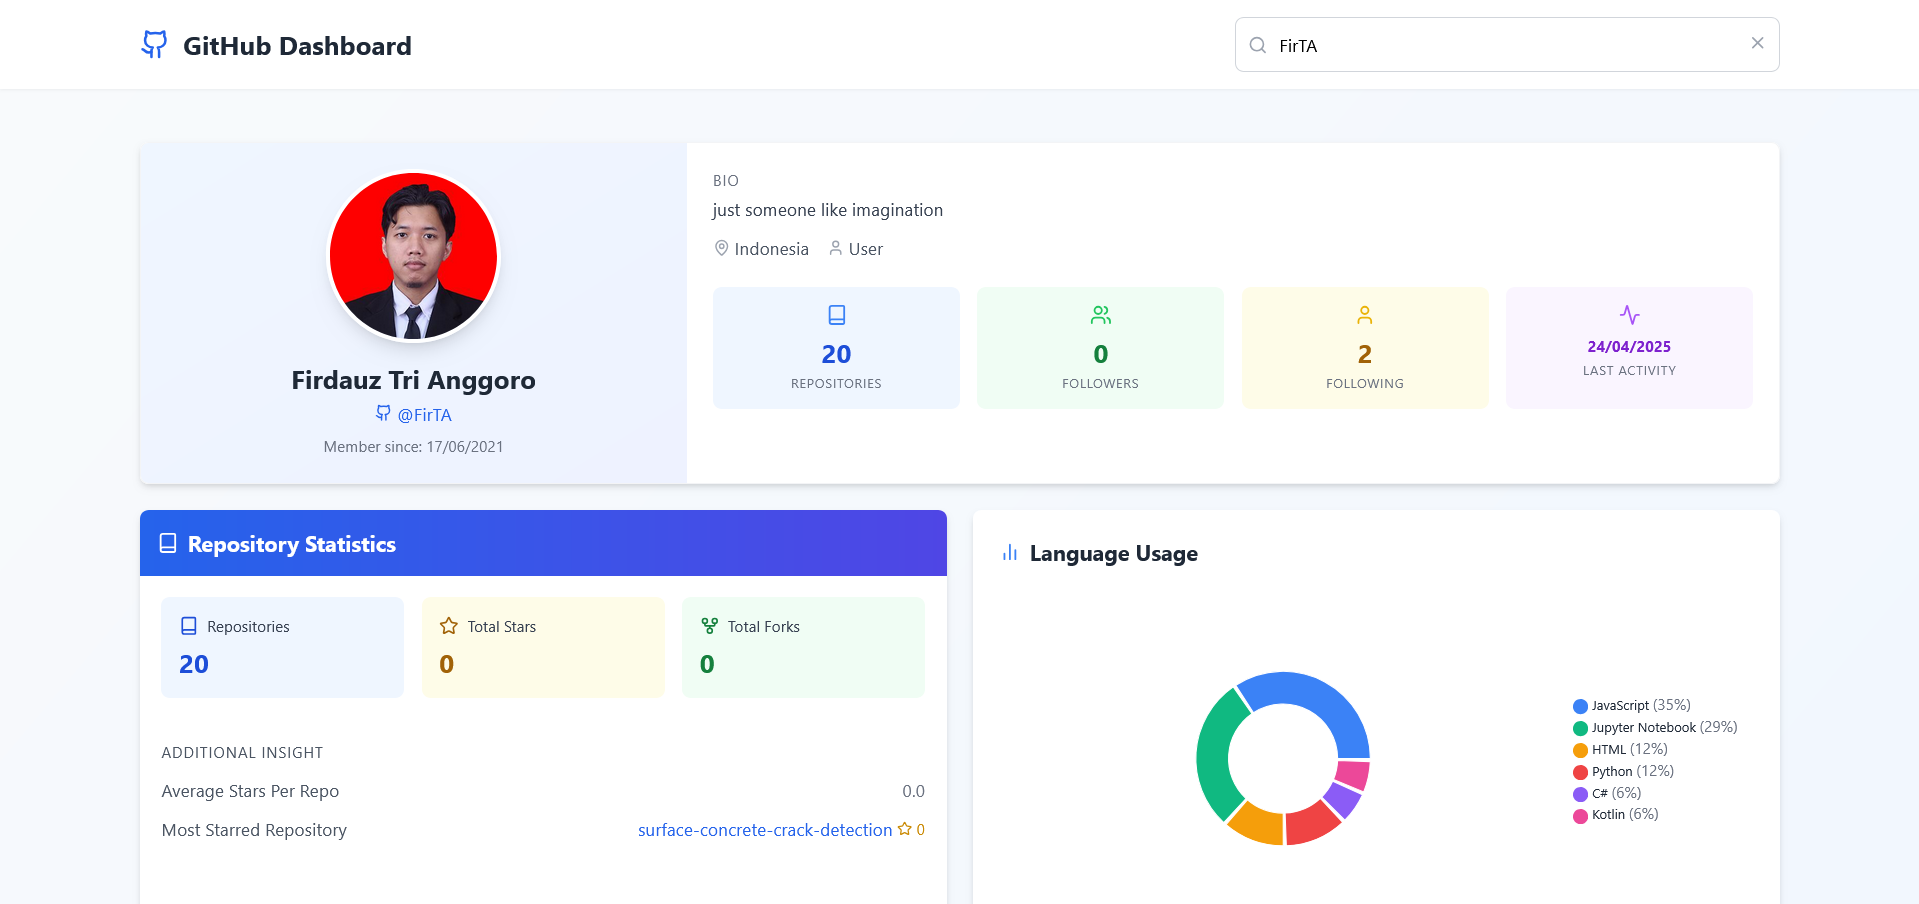 GitHub Dashboard
FirTA
Firdauz Tri Anggoro
@FirTA
Member since: 17/06/2021
BIO
just someone like imagination
Indonesia User
20
REPOSITORIES
0
FOLLOWERS
2
FOLLOWING
24/04/2025
LAST ACTIVITY
Repository Statistics
Repositories
20
Total Stars
0
Total Forks
0
ADDITIONAL INSIGHT
Average Stars Per Repo 0.0
Most Starred Repository surface-concrete-crack-detection 0
Language Usage
JavaScript (35%)
Jupyter Notebook (29%)
HTML (12%)
Python (12%)
C# (6%)
Kotlin (6%)